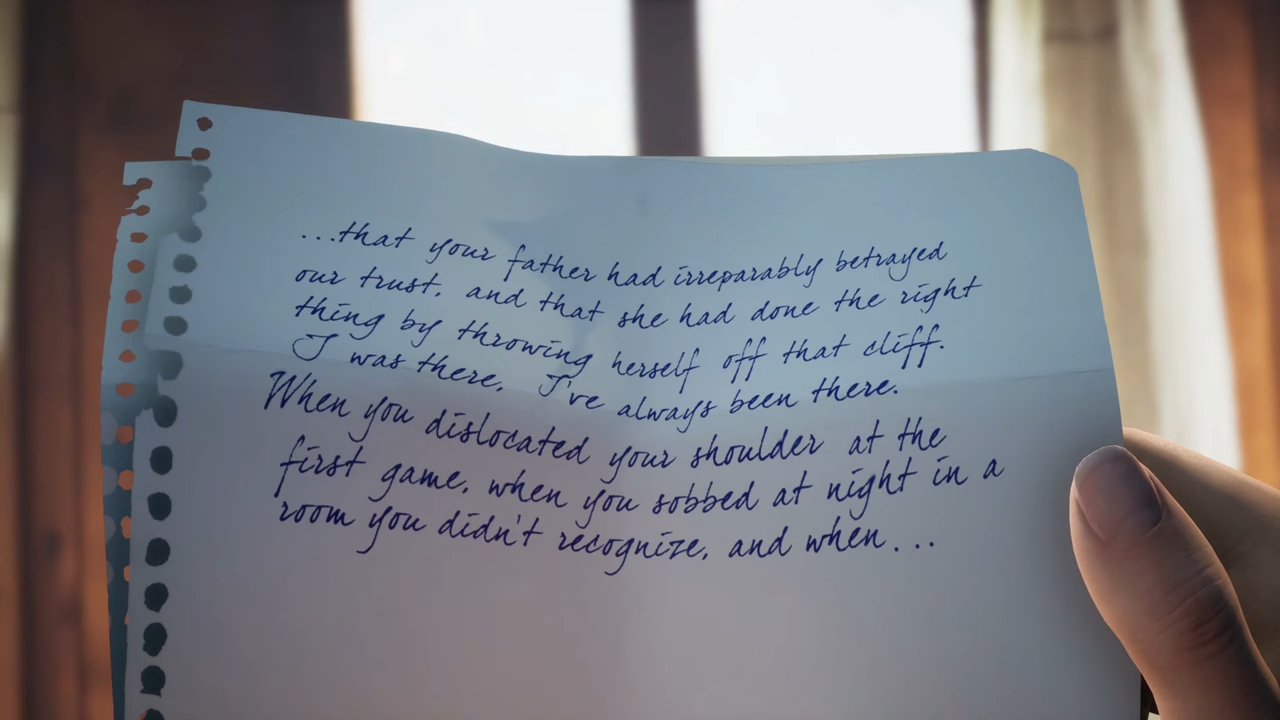 ...that your father had irreparably betrayed
our trust, and that she had done the right
thing by throwing herself off that cliff.
I was there, I've always been there.
When you dislocated your shoulder at the
first game, when you sobbed at night in a
room you didn't recognize, and when...